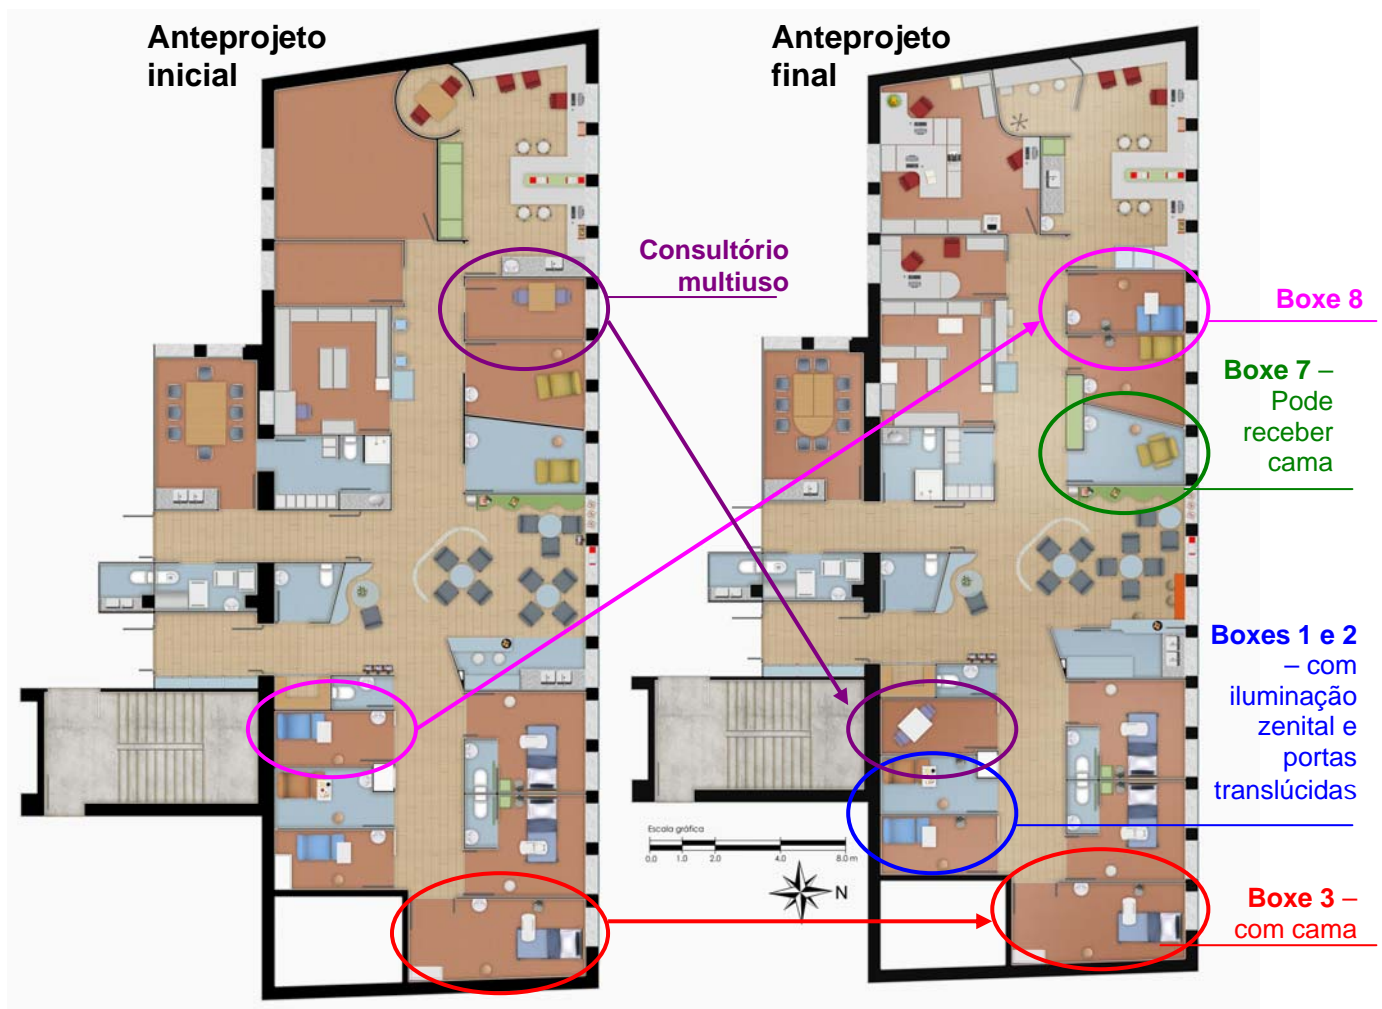 Anteprojeto
inicial
Anteprojeto
final
Consultório
multiuso
Boxe 8
Boxe 7 –
Pode
receber
cama
Boxes 1 e 2
– com
iluminação
zenital e
portas
translúcidas
Escala gráfica
0,0 1,0 2,0 4,0 8,0 m
N
Boxe 3 –
com cama